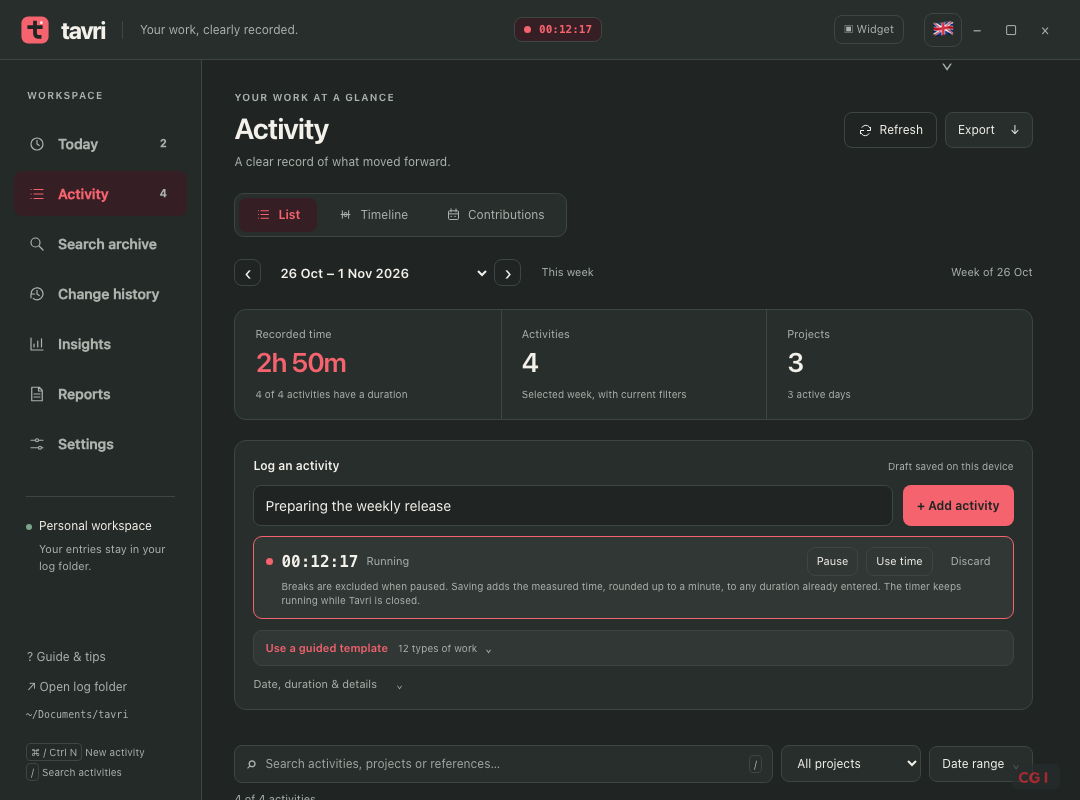 tavri
Your work, clearly recorded.
00:12:17
Widget
WORKSPACE
Today 2
Activity 4
Search archive
Change history
Insights
Reports
Settings
Personal workspace
Your entries stay in your
log folder.
? Guide & tips
↗ Open log folder
~/Documents/tavri
⌘ / Ctrl N New activity
/ Search activities
YOUR WORK AT A GLANCE
Activity
A clear record of what moved forward.
Refresh
Export ↓
List
Timeline
Contributions
‹ 26 Oct – 1 Nov 2026 › This week
Week of 26 Oct
Recorded time
2h 50m
4 of 4 activities have a duration
Activities
4
Selected week, with current filters
Projects
3
3 active days
Log an activity
Draft saved on this device
Preparing the weekly release
+ Add activity
00:12:17 Running
Pause
Use time
Discard
Breaks are excluded when paused. Saving adds the measured time, rounded up to a minute, to any duration already entered. The timer keeps
running while Tavri is closed.
Use a guided template 12 types of work
Date, duration & details
Search activities, projects or references... /
All projects
Date range
CGI
4 of 4 activities